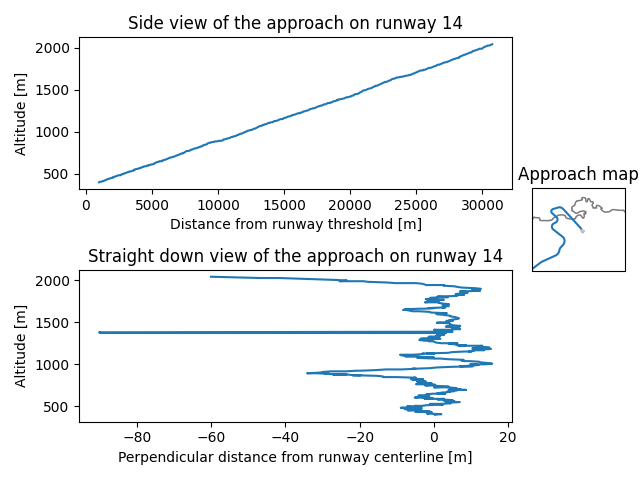 Side view of the approach on runway 14
Altitude [m]
2000
1500
1000
500
0 5000 10000 15000 20000 25000 30000
Distance from runway threshold [m]
Approach map
Straight down view of the approach on runway 14
Altitude [m]
2000
1500
1000
500
−80 −60 −40 −20 0 20
Perpendicular distance from runway centerline [m]